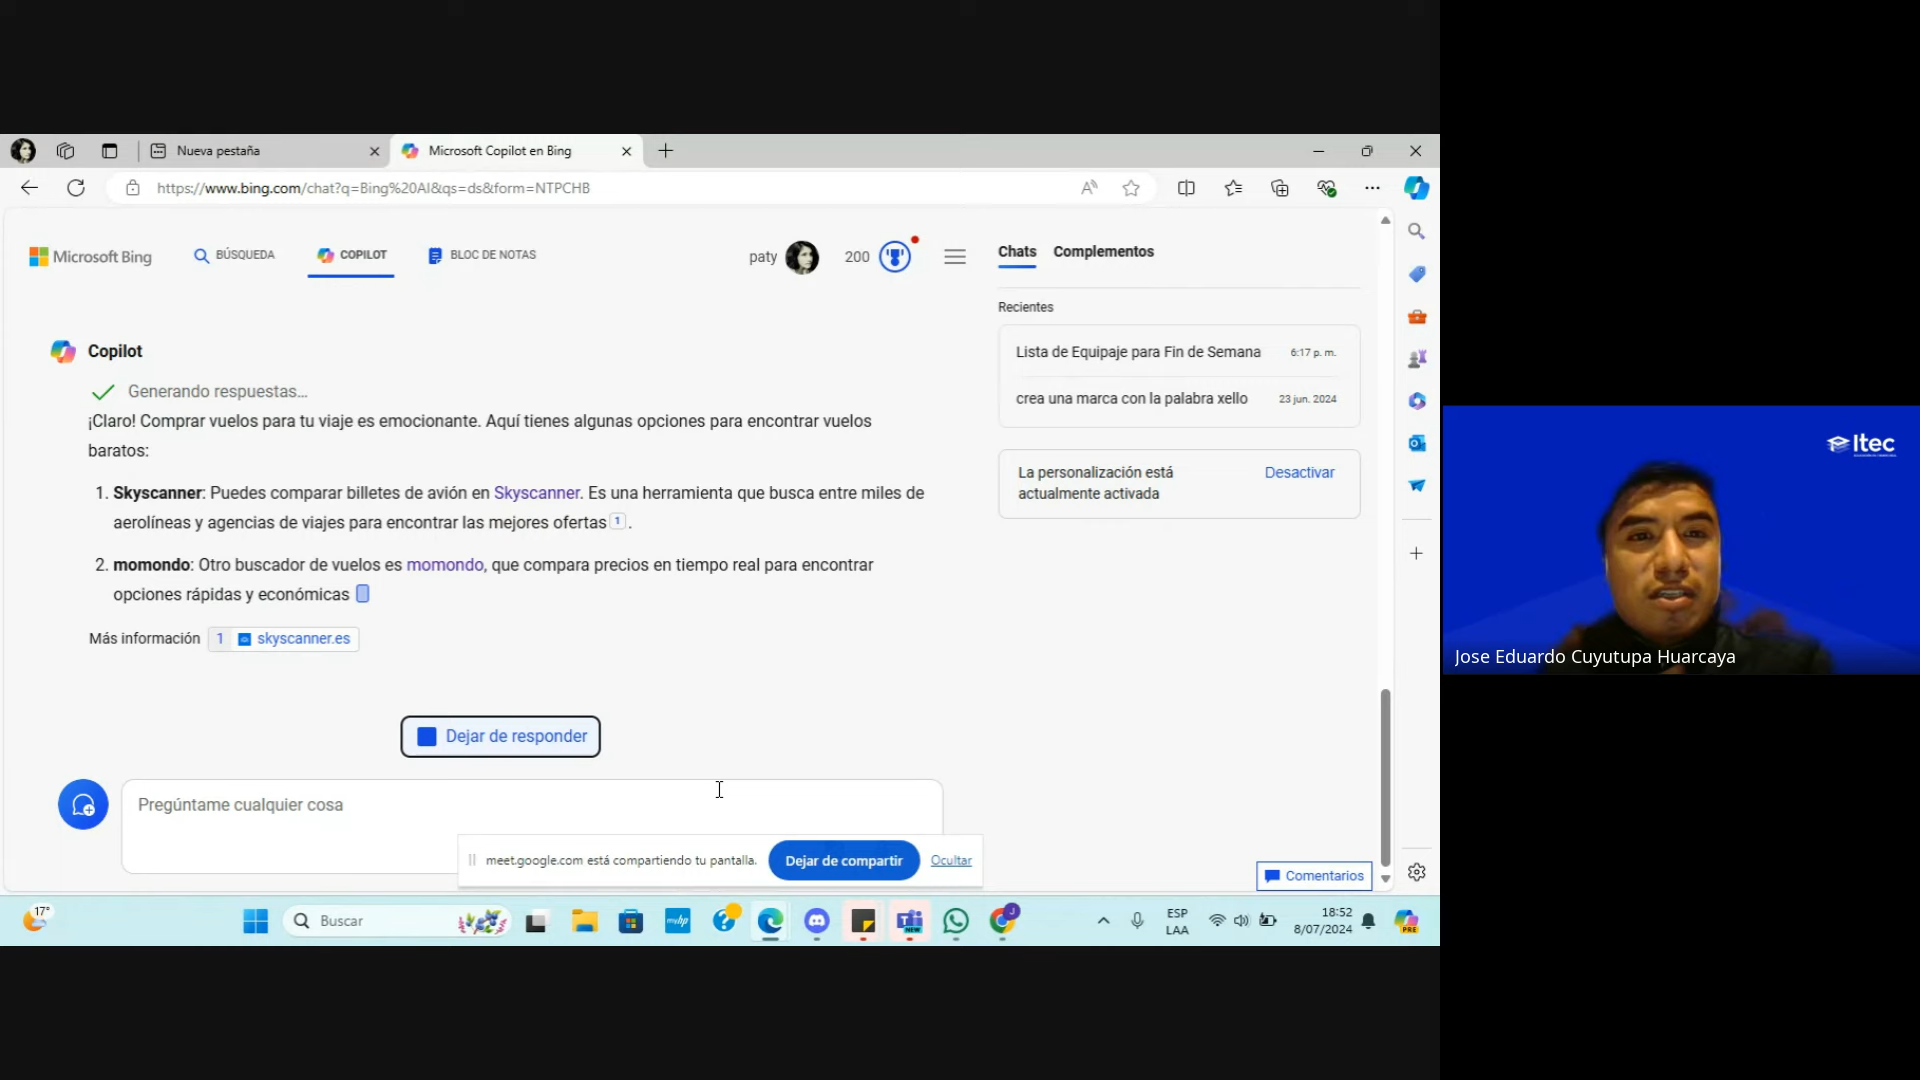 Nueva pestaña
Microsoft Copilot en Bing
https://www.bing.com/chat?q=Bing%20AI&qs=ds&form=NTPCHB
Microsoft Bing
BÚSQUEDA
COPILOT
BLOC DE NOTAS
paty
200
Chats
Complementos
Recientes
Lista de Equipaje para Fin de Semana
6:17 p. m.
crea una marca con la palabra xello
23 jun. 2024
La personalización está
actualmente activada
Desactivar
Copilot
Generando respuestas...
¡Claro! Comprar vuelos para tu viaje es emocionante. Aquí tienes algunas opciones para encontrar vuelos
baratos:
1. Skyscanner: Puedes comparar billetes de avión en Skyscanner. Es una herramienta que busca entre miles de
aerolíneas y agencias de viajes para encontrar las mejores ofertas 1 .
2. momondo: Otro buscador de vuelos es momondo, que compara precios en tiempo real para encontrar
opciones rápidas y económicas
Más información 1 skyscanner.es
Dejar de responder
Pregúntame cualquier cosa
meet.google.com está compartiendo tu pantalla.
Dejar de compartir
Ocultar
Comentarios
17°
Buscar
myhp
NEW
J
ESP
LAA
18:52
8/07/2024
PRE
Itec
Jose Eduardo Cuyutupa Huarcaya